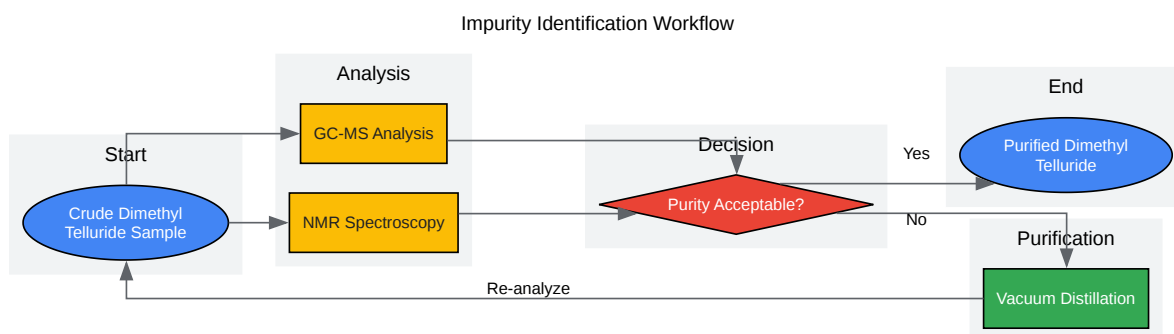 Impurity Identification Workflow
Analysis
End
GC-MS Analysis
Start
Decision
Yes
Purified Dimethyl
Telluride
Crude Dimethyl
Telluride Sample
NMR Spectroscopy
Purity Acceptable?
No
Purification
Re-analyze
Vacuum Distillation